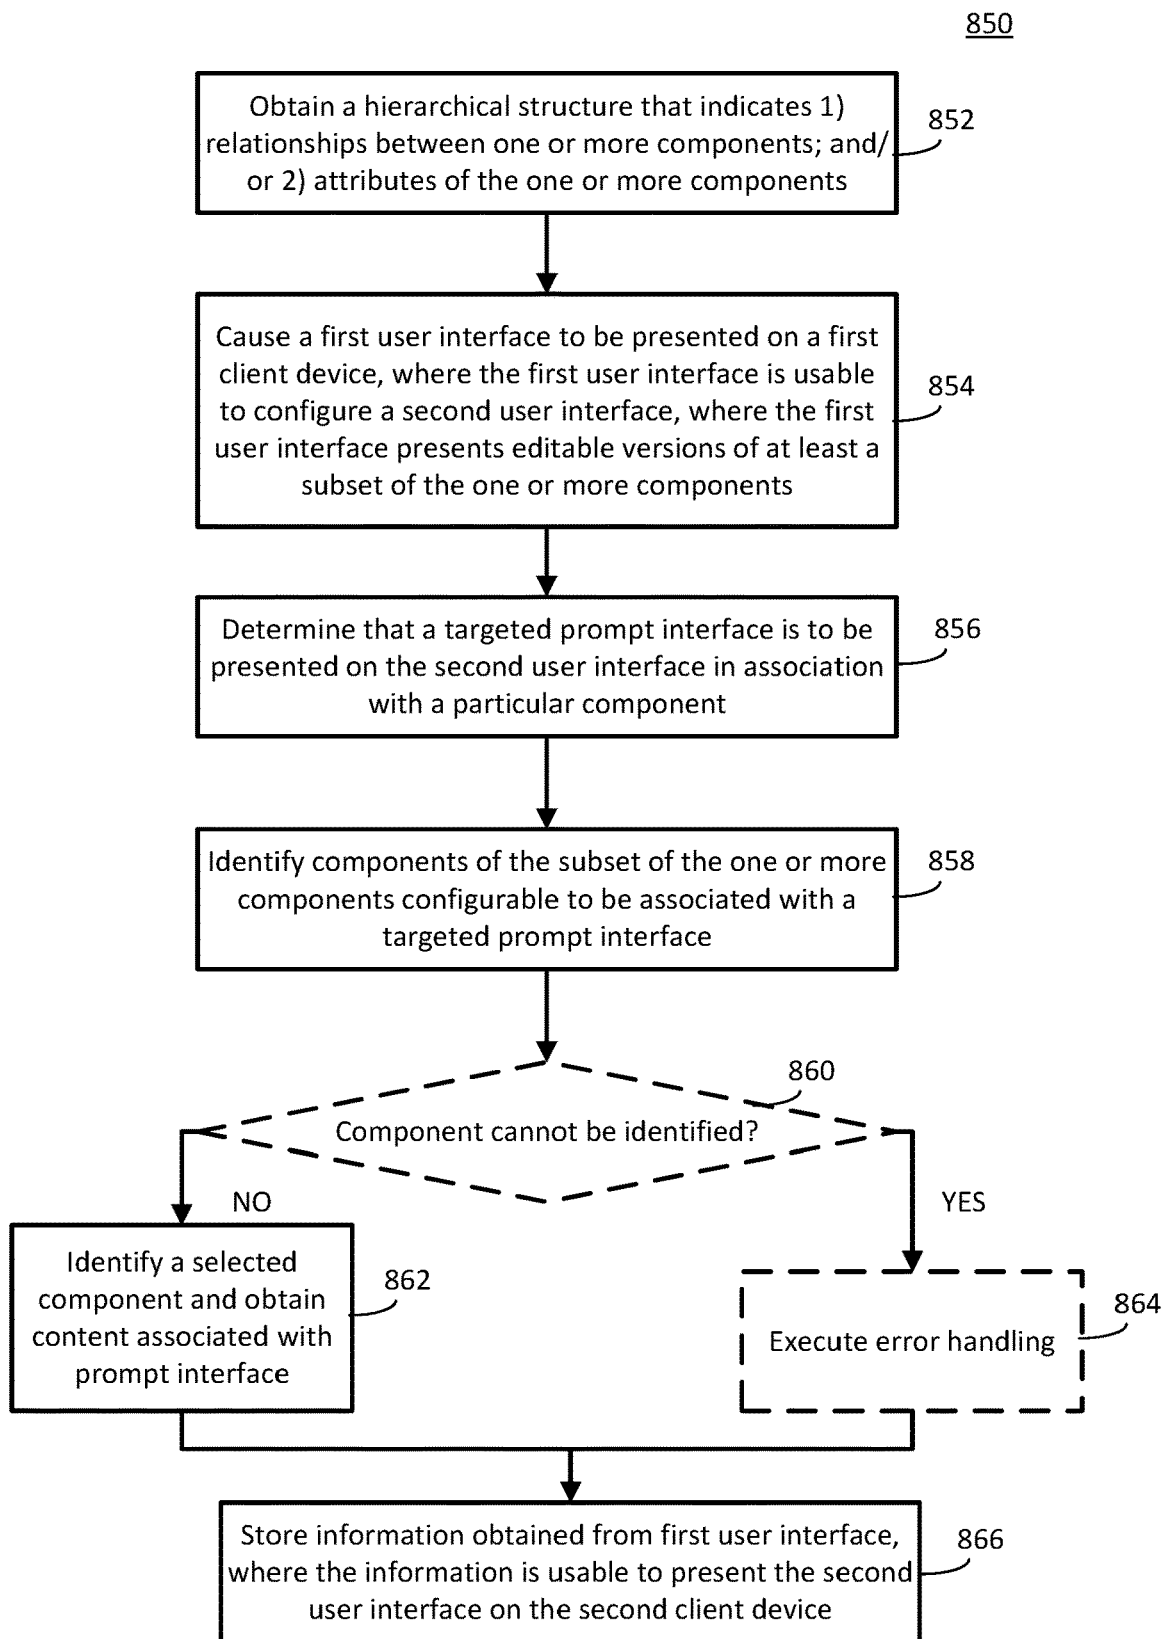 850
Obtain a hierarchical structure that indicates 1)
relationships between one or more components; and/
or 2) attributes of the one or more components
852
Cause a first user interface to be presented on a first
client device, where the first user interface is usable
to configure a second user interface, where the first
user interface presents editable versions of at least a
subset of the one or more components
854
Determine that a targeted prompt interface is to be
presented on the second user interface in association
with a particular component
856
Identify components of the subset of the one or more
components configurable to be associated with a
targeted prompt interface
858
860
Component cannot be identified?
NO
YES
Identify a selected
component and obtain
content associated with
prompt interface
862
Execute error handling
864
Store information obtained from first user interface,
where the information is usable to present the second
user interface on the second client device
866